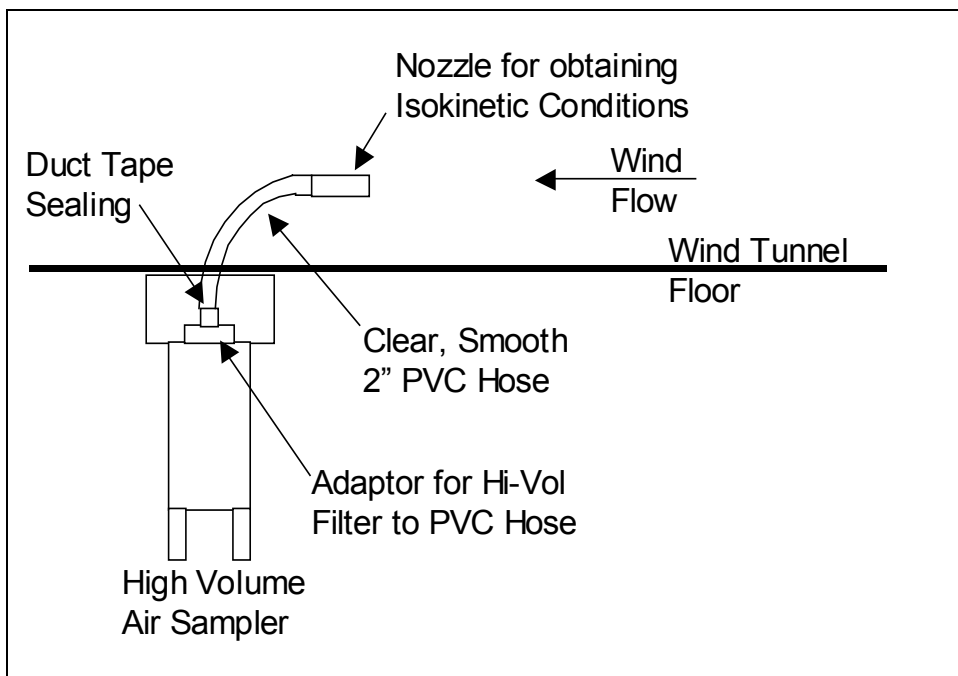 Nozzle for obtaining
Isokinetic Conditions
Duct Tape
Sealing
Wind
Flow
Wind Tunnel
Floor
Clear, Smooth
2” PVC Hose
Adaptor for Hi-Vol
Filter to PVC Hose
High Volume
Air Sampler